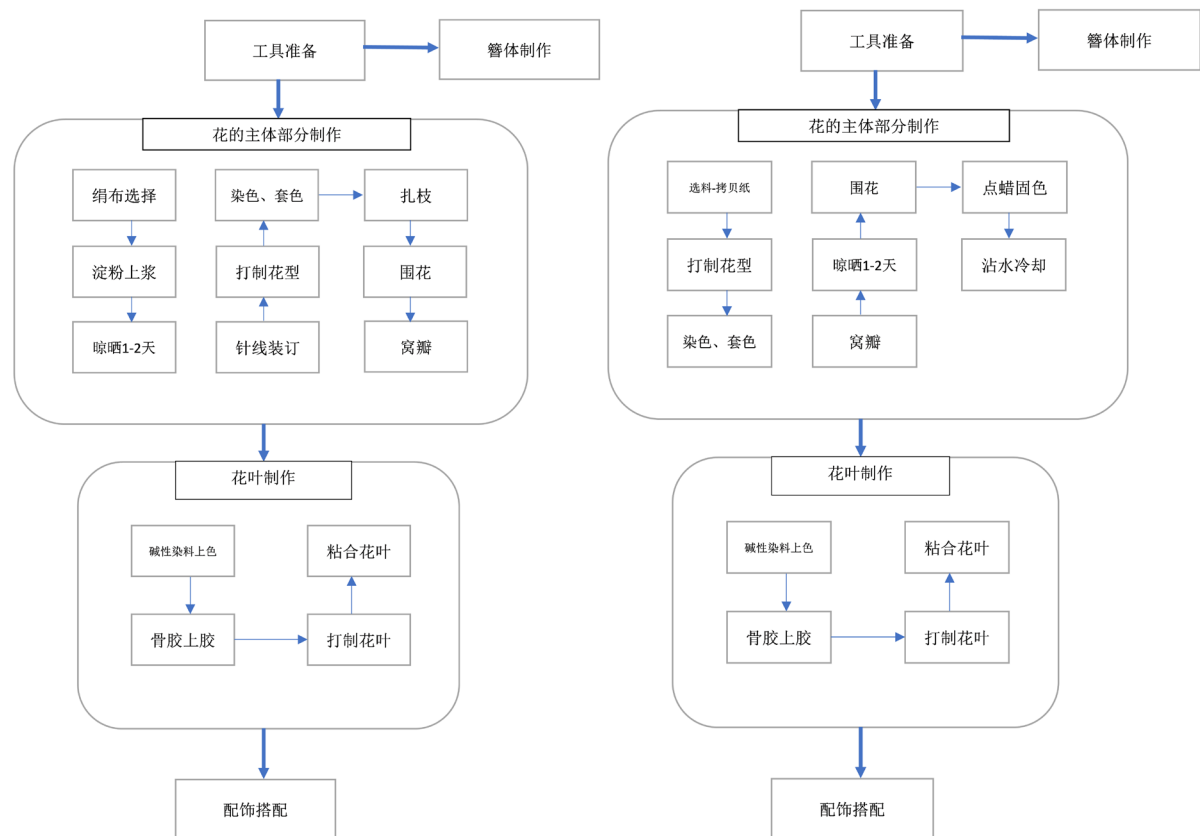 工具准备
簪体制作
花的主体部分制作
绢布选择
淀粉上浆
晾晒1-2天
针线装订
打制花型
染色、套色
扎枝
围花
窝瓣
花叶制作
碱性染料上色
骨胶上胶
打制花叶
粘合花叶
配饰搭配
工具准备
簪体制作
花的主体部分制作
选料-拷贝纸
打制花型
染色、套色
窝瓣
晾晒1-2天
围花
点蜡固色
沾水冷却
花叶制作
碱性染料上色
骨胶上胶
打制花叶
粘合花叶
配饰搭配